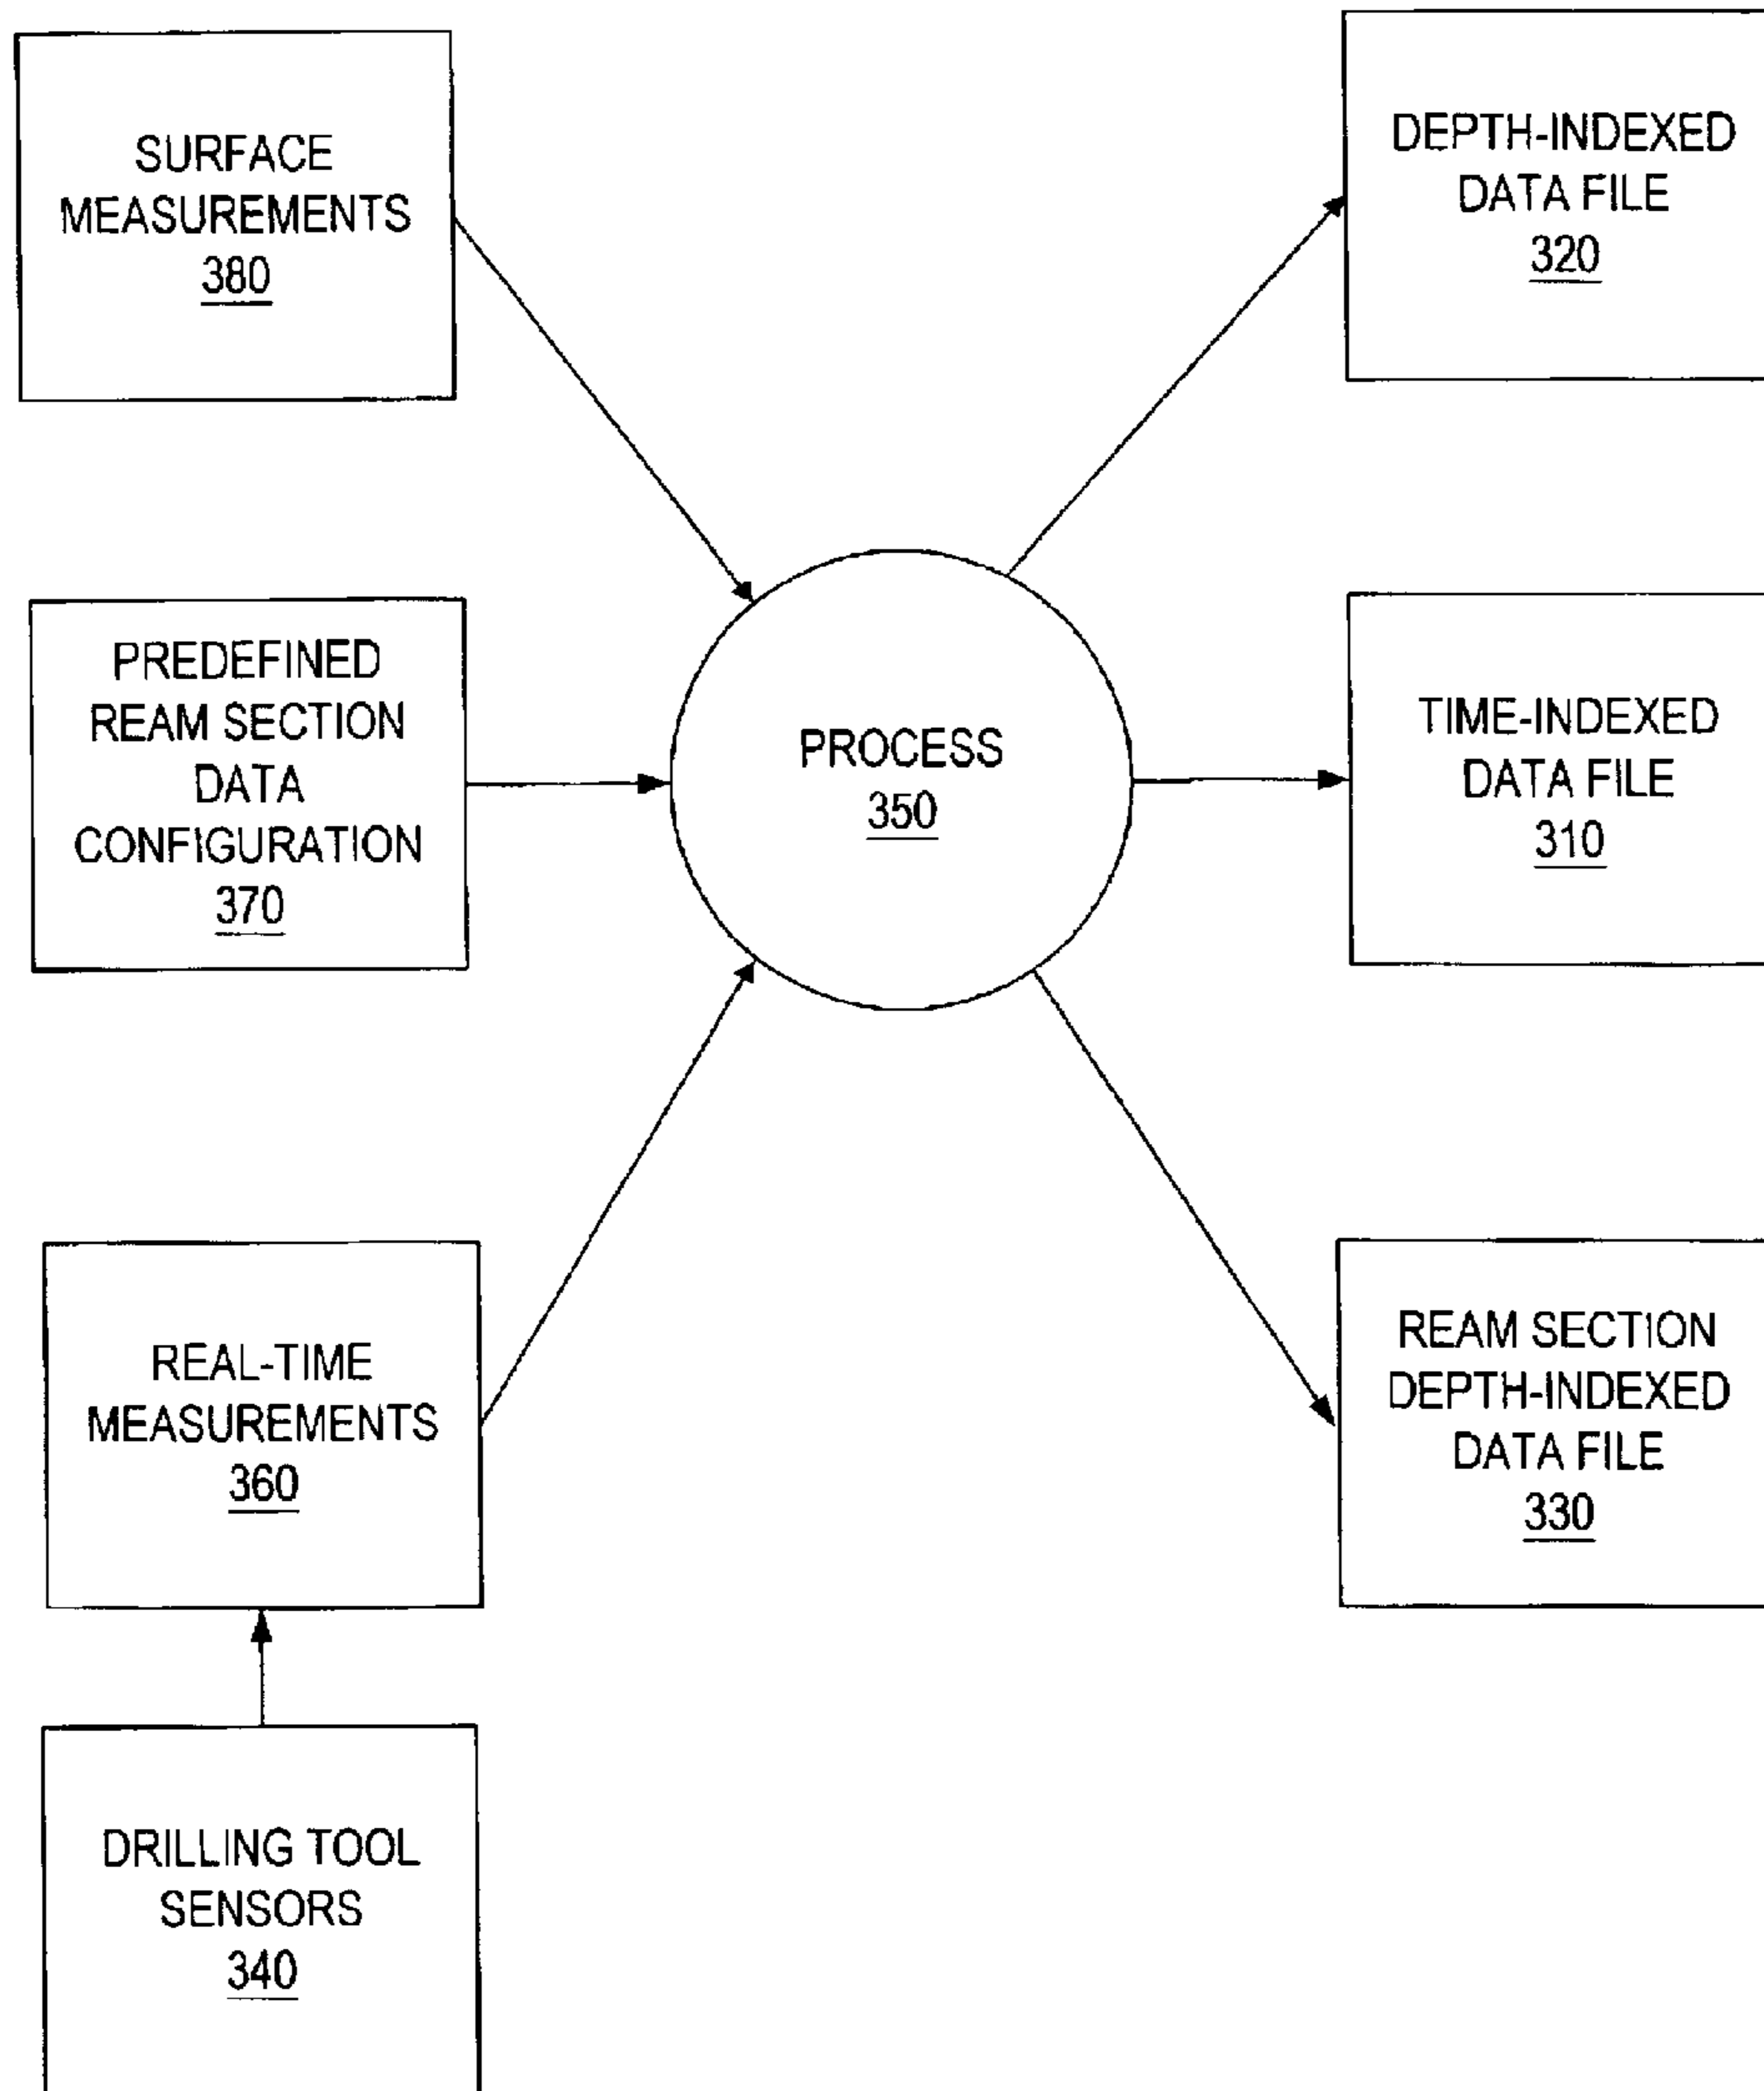 SURFACE
MEASUREMENTS
380
DEPTH-INDEXED
DATA FILE
320
PREDEFINED
REAM SECTION
DATA
CONFIGURATION
370
PROCESS
350
TIME-INDEXED
DATA FILE
310
REAL-TIME
MEASUREMENTS
360
REAM SECTION
DEPTH-INDEXED
DATA FILE
330
DRILLING TOOL
SENSORS
340